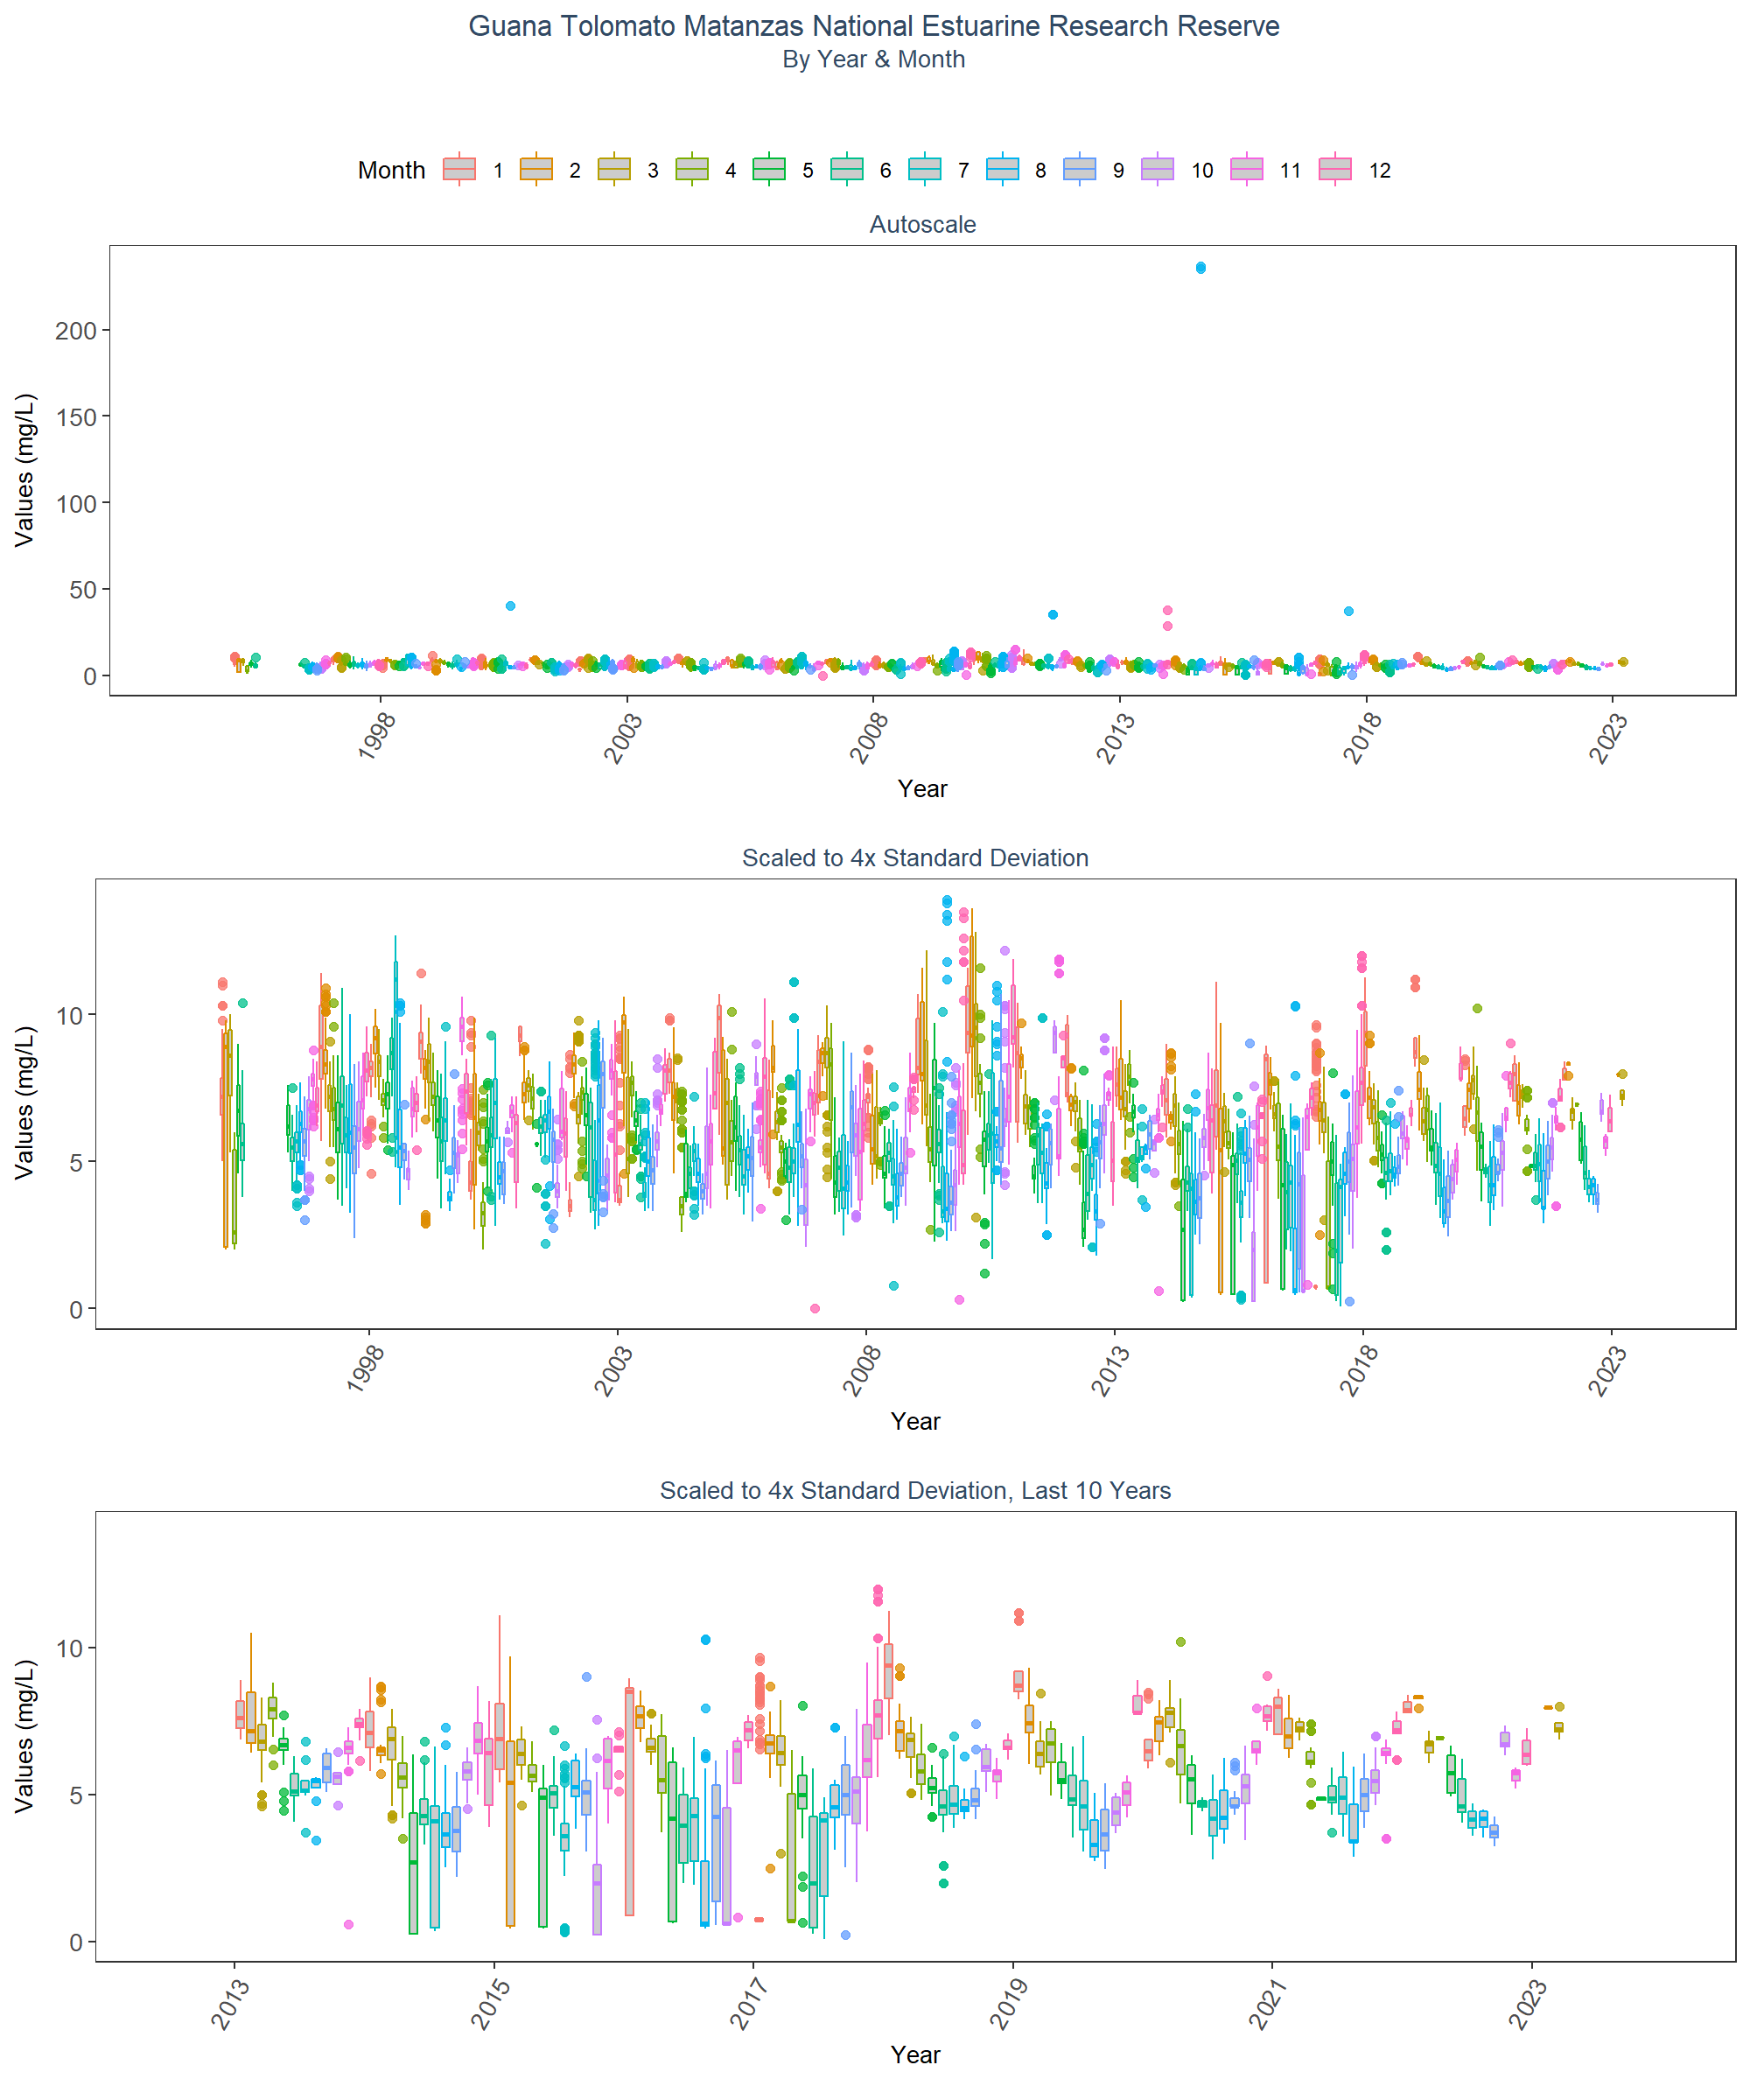 Guana Tolomato Matanzas National Estuarine Research Reserve
By Year & Month
Month 1 2 3 4 5 6 7 8 9 10 11 12
Autoscale
Values (mg/L)
200
150
100
50
0
1998 2003 2008 2013 2018 2023
Year
Scaled to 4x Standard Deviation
Values (mg/L)
10
5
0
1998 2003 2008 2013 2018 2023
Year
Scaled to 4x Standard Deviation, Last 10 Years
Values (mg/L)
10
5
0
2013 2015 2017 2019 2021 2023
Year